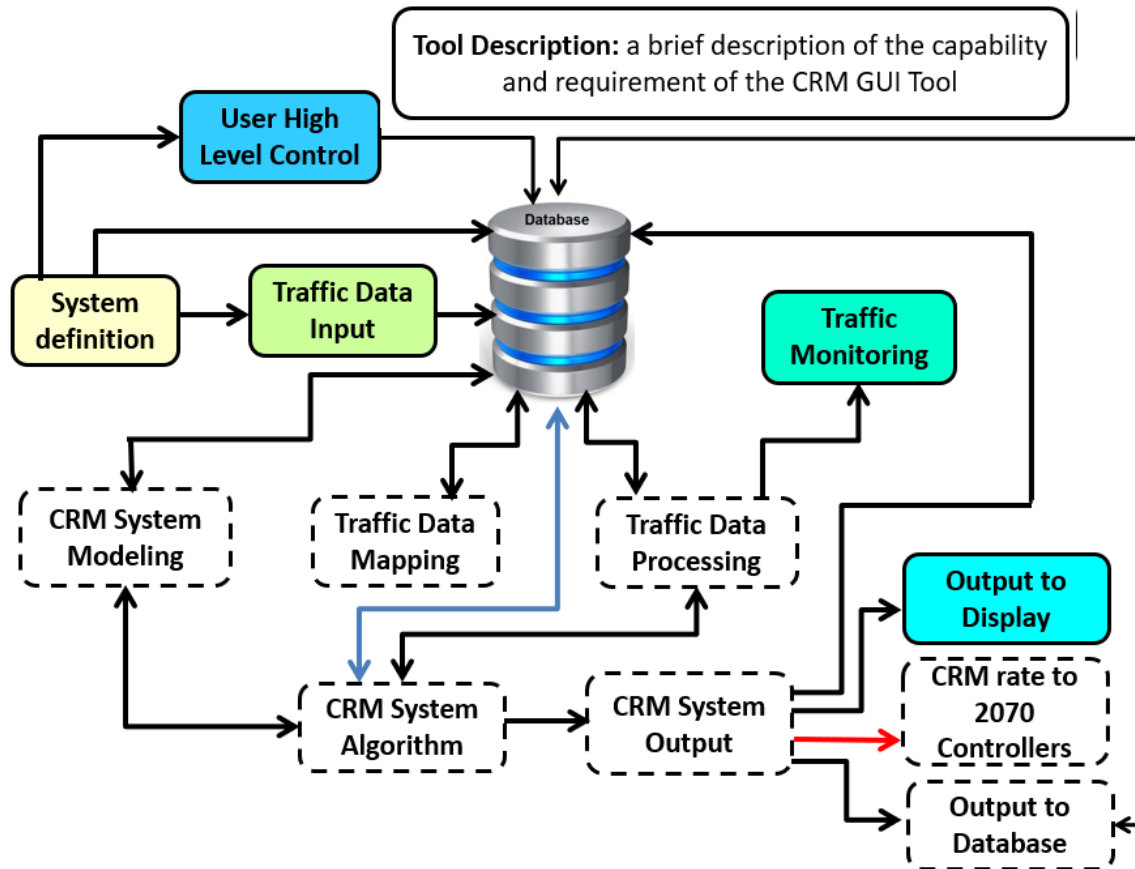 Tool Description: a brief description of the capability
and requirement of the CRM GUI Tool
User High
Level Control
Database
System
definition
Traffic Data
Input
Traffic
Monitoring
CRM System
Modeling
Traffic Data
Mapping
Traffic Data
Processing
Output to
Display
CRM System
Algorithm
CRM System
Output
CRM rate to
2070
Controllers
Output to
Database